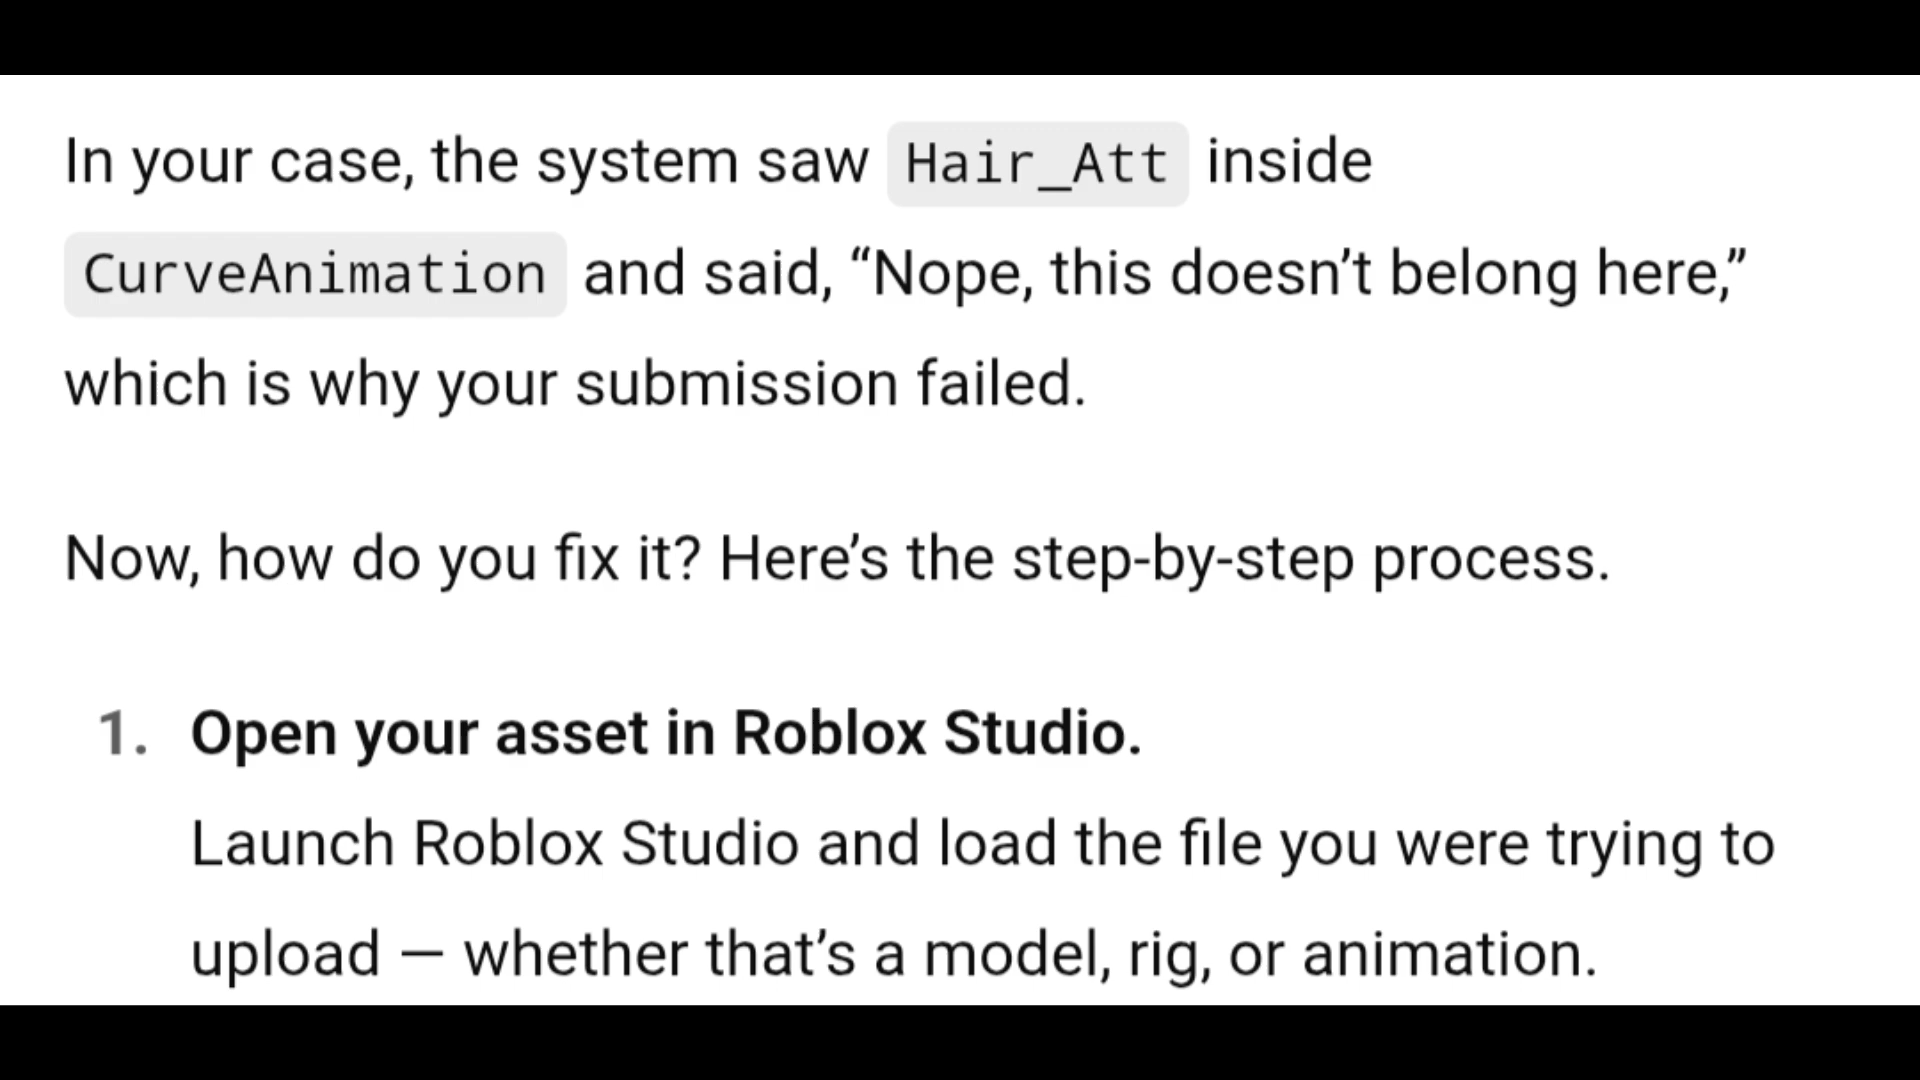 In your case, the system saw Hair_Att inside
CurveAnimation and said, “Nope, this doesn’t belong here,”
which is why your submission failed.
Now, how do you fix it? Here’s the step-by-step process.
1. Open your asset in Roblox Studio.
Launch Roblox Studio and load the file you were trying to
upload — whether that’s a model, rig, or animation.